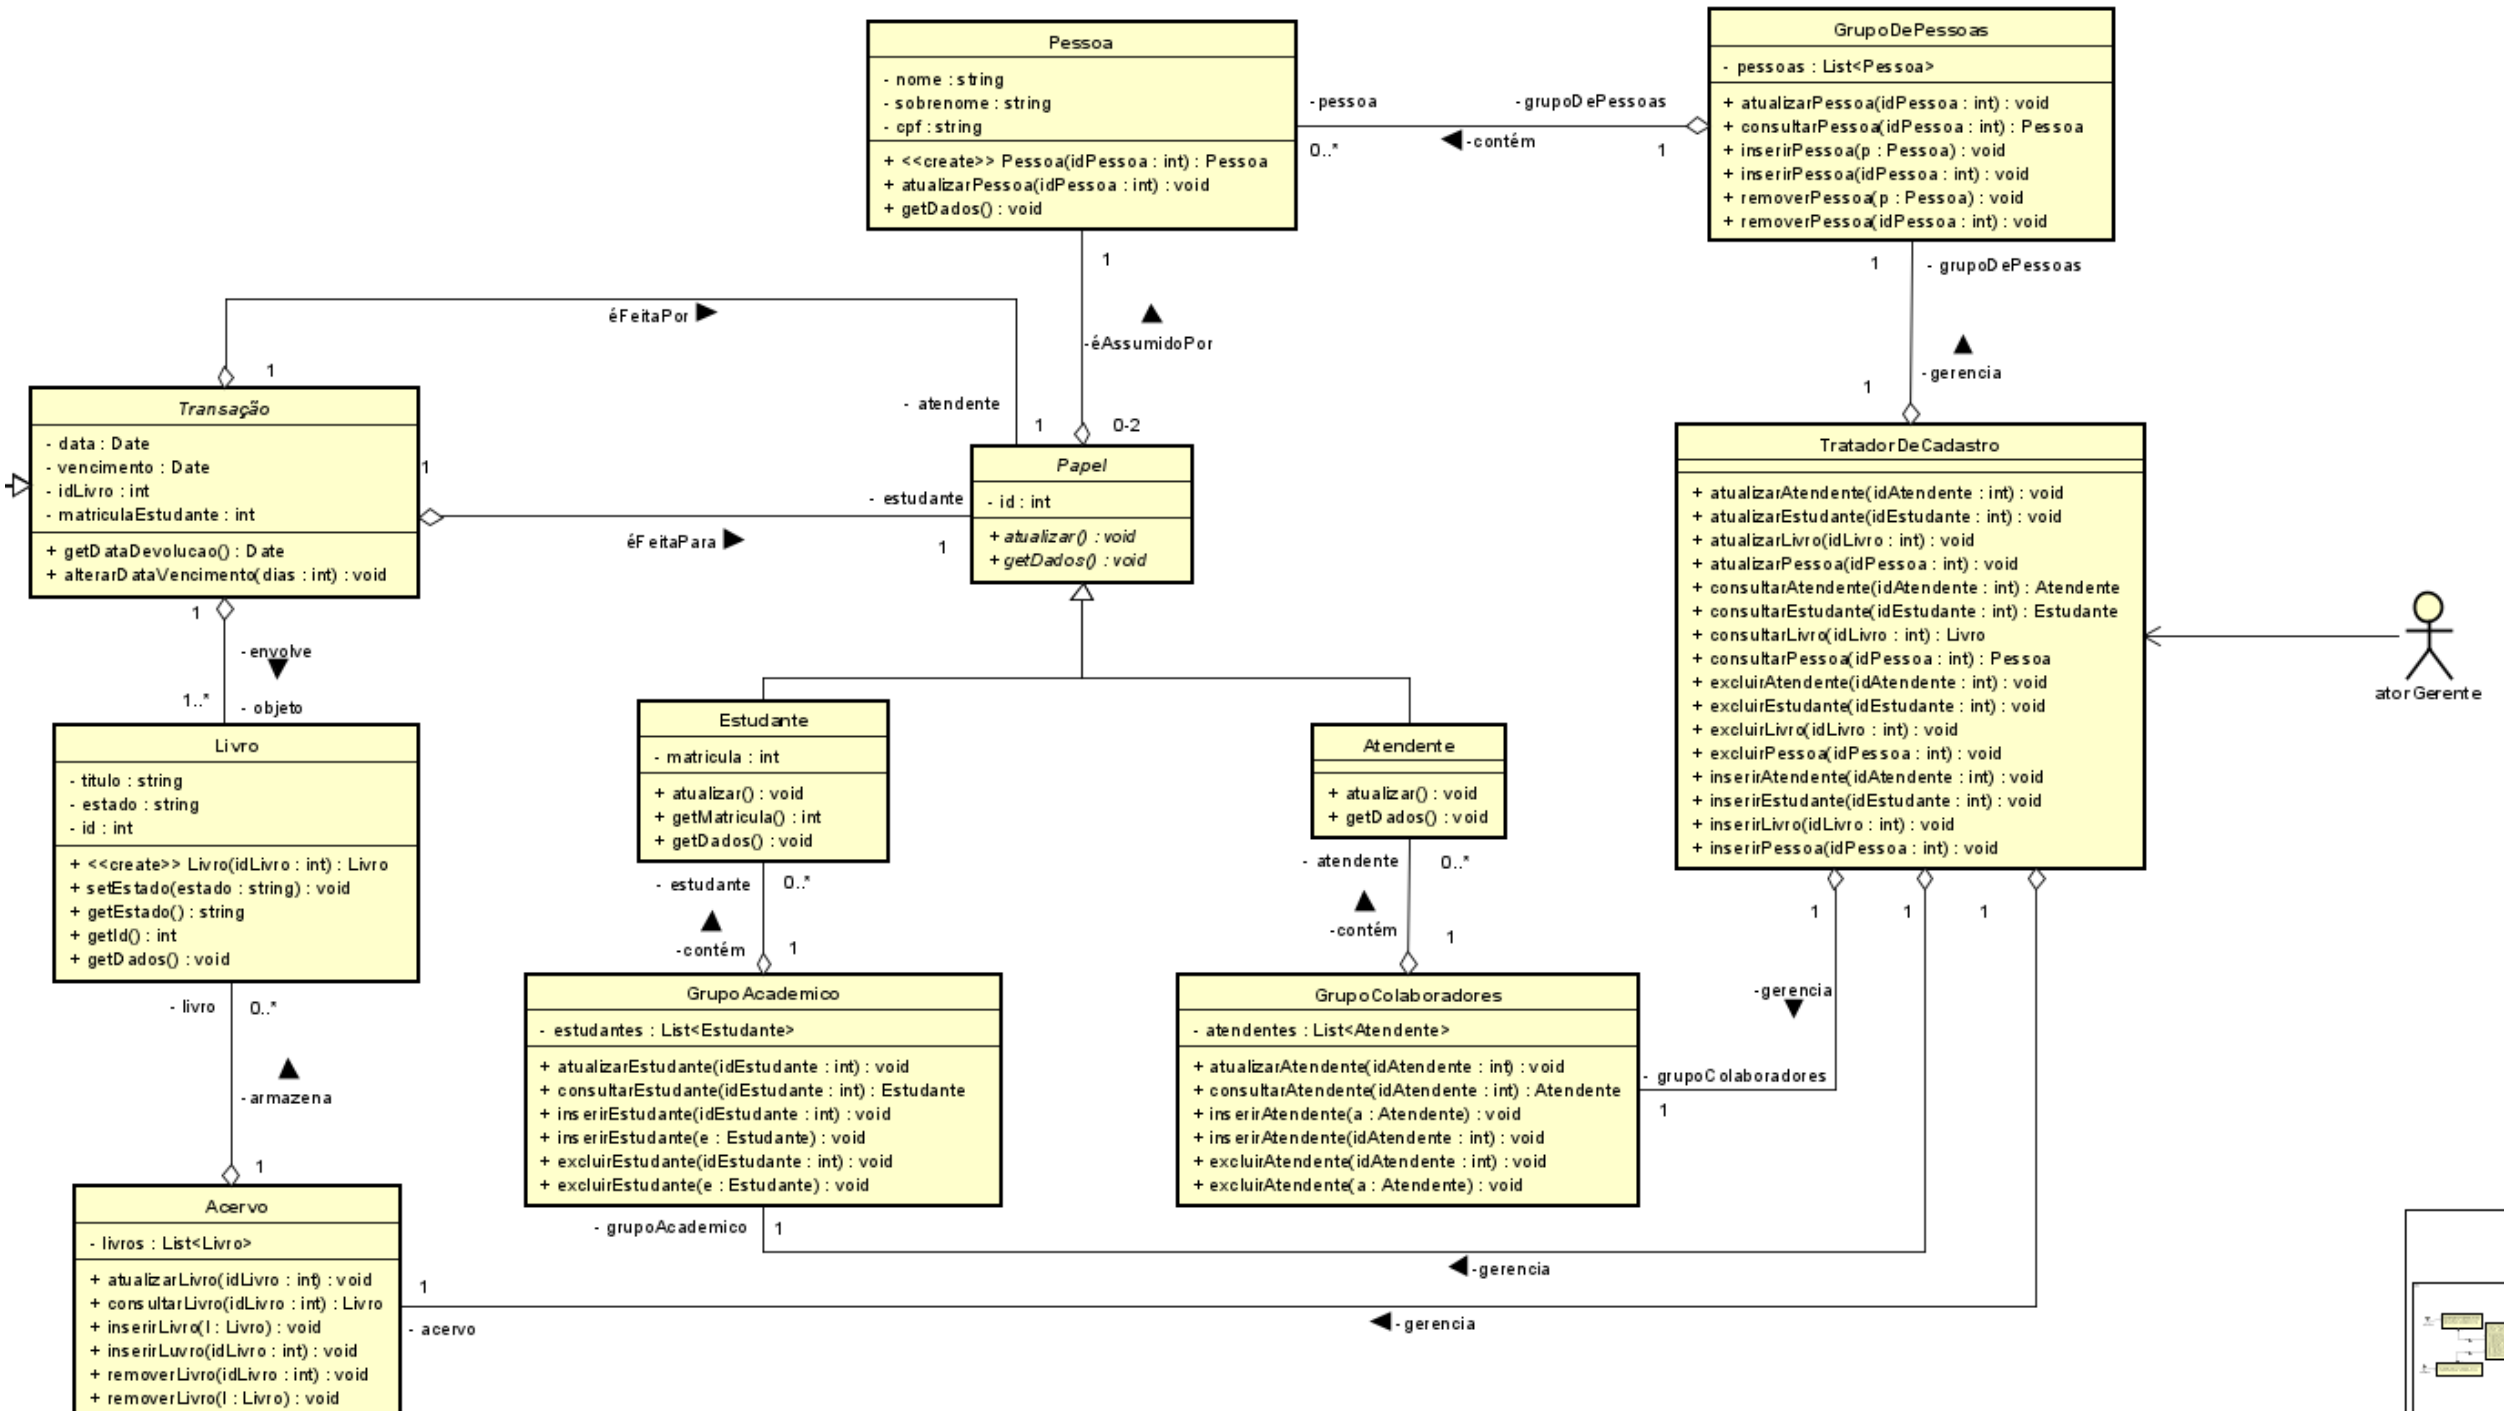 Pessoa
- nome : string
- sobrenome : string
- cpf : string
+ <<create>> Pessoa(idPessoa : int) : Pessoa
+ atualizarPessoa(idPessoa : int) : void
+ getDados() : void
GrupoDePessoas
- pessoas : List<Pessoa>
+ atualizarPessoa(idPessoa : int) : void
+ consultarPessoa(idPessoa : int) : Pessoa
+ inserirPessoa(p : Pessoa) : void
+ inserirPessoa(idPessoa : int) : void
+ removerPessoa(p : Pessoa) : void
+ removerPessoa(idPessoa : int) : void
- pessoa
- grupoDePessoas
0..*
- contém
1
1
- grupoDePessoas
1
- éAssumidoPor
- gerencia
1
éFeitaPor
1
- atendente
1
0-2
Transação
- data : Date
- vencimento : Date
- idLivro : int
- matriculaEstudante : int
+ getDataDevolucao() : Date
+ alterarDataVencimento(dias : int) : void
1
- estudante
éFeitaPara
1
Papel
- id : int
+ atualizar() : void
+ getDados() : void
TratadorDeCadastro
+ atualizarAtendente(idAtendente : int) : void
+ atualizarEstudante(idEstudante : int) : void
+ atualizarLivro(idLivro : int) : void
+ atualizarPessoa(idPessoa : int) : void
+ consultarAtendente(idAtendente : int) : Atendente
+ consultarEstudante(idEstudante : int) : Estudante
+ consultarLivro(idLivro : int) : Livro
+ consultarPessoa(idPessoa : int) : Pessoa
+ excluirAtendente(idAtendente : int) : void
+ excluirEstudante(idEstudante : int) : void
+ excluirLivro(idLivro : int) : void
+ excluirPessoa(idPessoa : int) : void
+ inserirAtendente(idAtendente : int) : void
+ inserirEstudante(idEstudante : int) : void
+ inserirLivro(idLivro : int) : void
+ inserirPessoa(idPessoa : int) : void
ator Gerente
1
- envolve
1..*
- objeto
Livro
- titulo : string
- estado : string
- id : int
+ <<create>> Livro(idLivro : int) : Livro
+ setEstado(estado : string) : void
+ getEstado() : string
+ getId() : int
+ getDados() : void
Estudante
- matricula : int
+ atualizar() : void
+ getMatricula() : int
+ getDados() : void
Atendente
+ atualizar() : void
+ getDados() : void
- estudante
0..*
- contém
1
- atendente
0..*
- contém
1
1
1
1
- gerencia
- grupoColaboradores
1
GrupoAcademico
- estudantes : List<Estudante>
+ atualizarEstudante(idEstudante : int) : void
+ consultarEstudante(idEstudante : int) : Estudante
+ inserirEstudante(idEstudante : int) : void
+ inserirEstudante(e : Estudante) : void
+ excluirEstudante(idEstudante : int) : void
+ excluirEstudante(e : Estudante) : void
GrupoColaboradores
- atendentes : List<Atendente>
+ atualizarAtendente(idAtendente : int) : void
+ consultarAtendente(idAtendente : int) : Atendente
+ inserirAtendente(a : Atendente) : void
+ inserirAtendente(idAtendente : int) : void
+ excluirAtendente(idAtendente : int) : void
+ excluirAtendente(a : Atendente) : void
- livro
0..*
- armazena
1
- grupoAcademico
1
- gerencia
Acervo
- livros : List<Livro>
+ atualizarLivro(idLivro : int) : void
+ consultarLivro(idLivro : int) : Livro
+ inserirLivro(l : Livro) : void
+ inserirLuvro(idLivro : int) : void
+ removerLivro(idLivro : int) : void
+ removerLivro(l : Livro) : void
1
- acervo
- gerencia